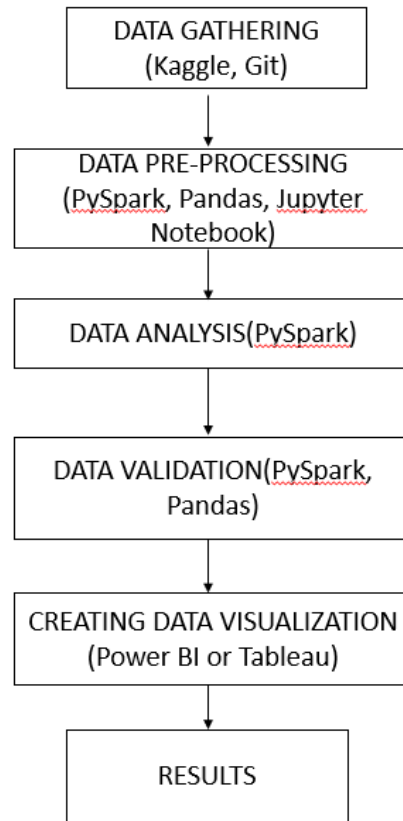 DATA GATHERING
(Kaggle, Git)
DATA PRE-PROCESSING
(PySpark, Pandas, Jupyter
Notebook)
DATA ANALYSIS(PySpark)
DATA VALIDATION(PySpark,
Pandas)
CREATING DATA VISUALIZATION
(Power BI or Tableau)
RESULTS